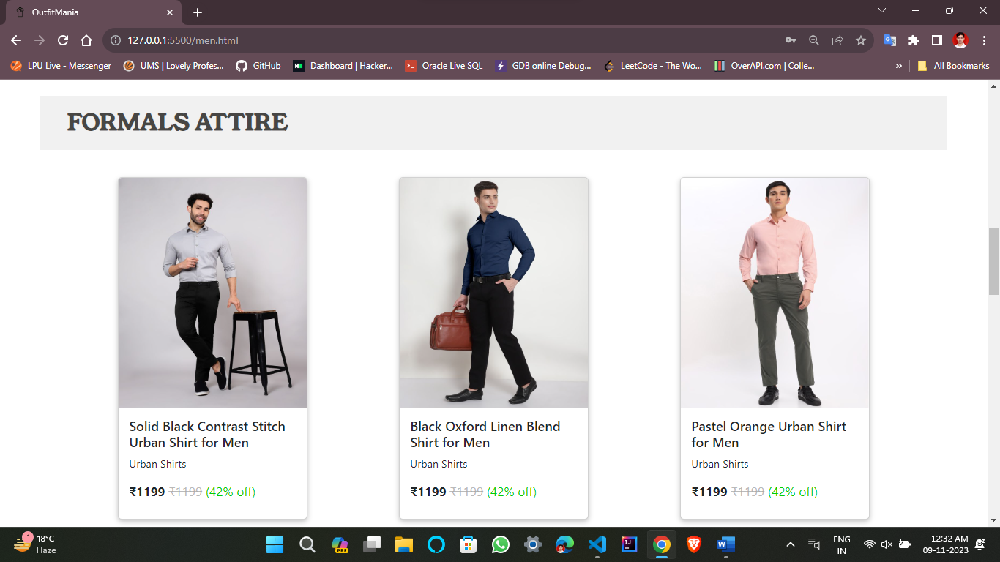 OutfitMania
127.0.0.1:5500/men.html
LPU Live - Messenger
UMS | Lovely Profes...
GitHub
Dashboard | Hacker...
Oracle Live SQL
GDB online Debug...
LeetCode - The Wo...
OverAPI.com | Colle...
»
All Bookmarks
FORMALS ATTIRE
Solid Black Contrast Stitch
Urban Shirt for Men
Urban Shirts
₹1199 ₹1199 (42% off)
Black Oxford Linen Blend
Shirt for Men
Urban Shirts
₹1199 ₹1199 (42% off)
Pastel Orange Urban Shirt
for Men
Urban Shirts
₹1199 ₹1199 (42% off)
1
18°C
Haze
PRE
ENG
IN
12:32 AM
09-11-2023